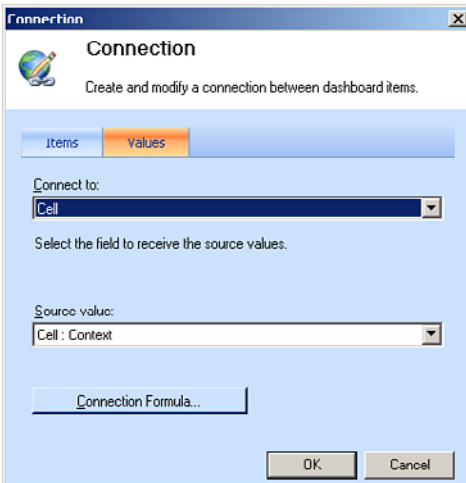 Connection
Connection
Create and modify a connection between dashboard items.
Items Values
Connect to:
Cell
Select the field to receive the source values.
Source value:
Cell : Context
Connection Formula...
OK Cancel